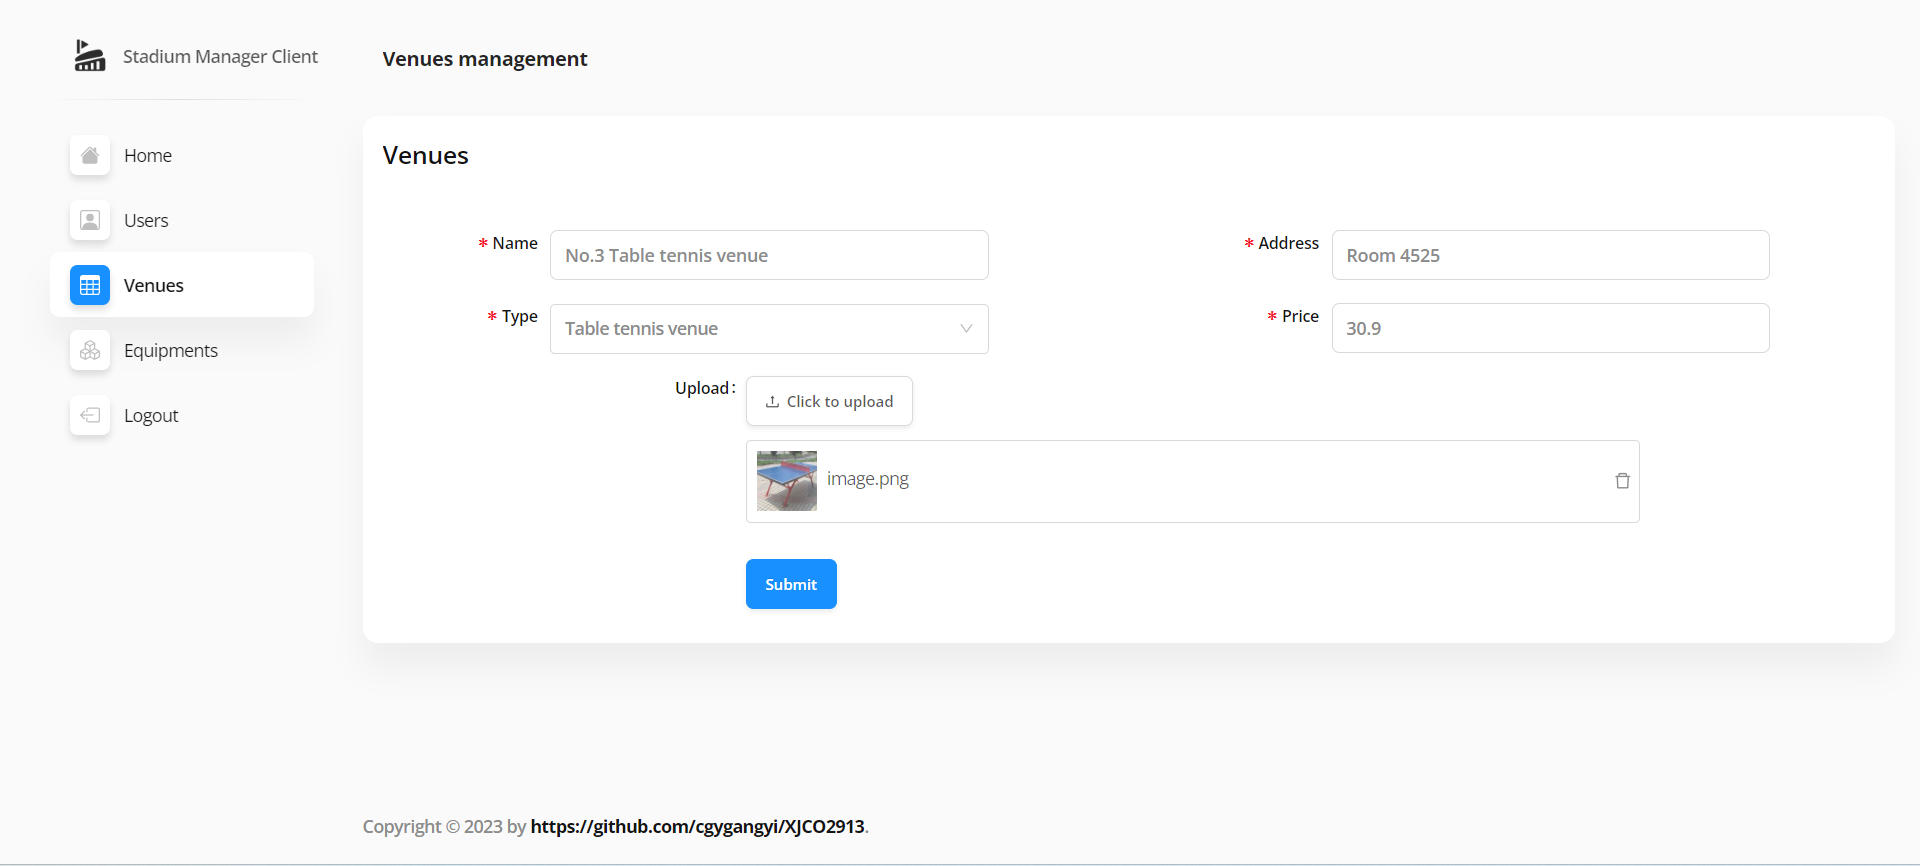 Stadium Manager Client
Venues management
Home
Users
Venues
Equipments
Logout
Venues
* Name
No.3 Table tennis venue
* Address
Room 4525
* Type
Table tennis venue
* Price
30.9
Upload:
Click to upload
image.png
Submit
Copyright © 2023 by https://github.com/cgygangyi/XJCO2913.